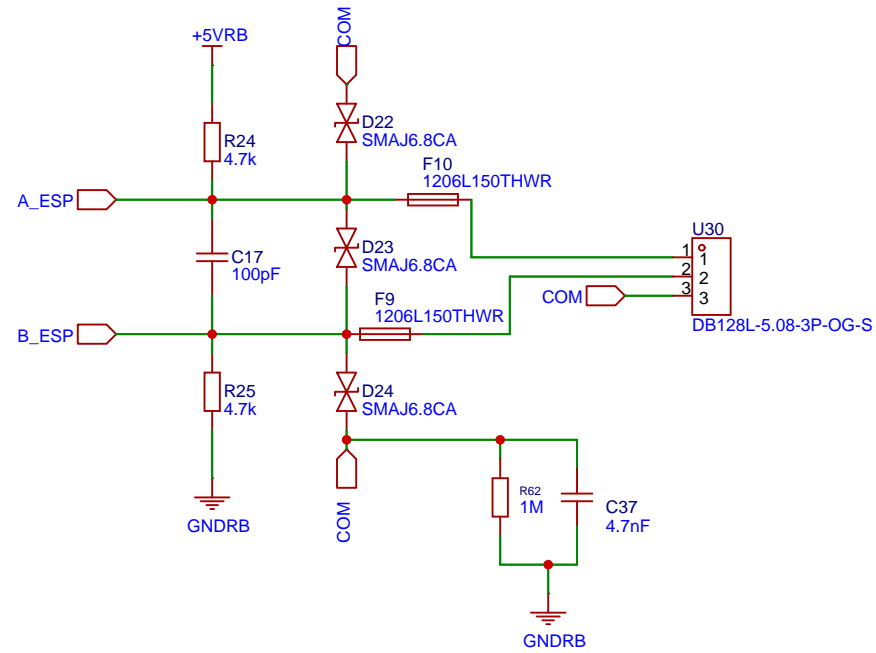 +5VRB
COM
R24
4.7k
D22
SMAJ6.8CA
F10
1206L150THWR
A_ESP
C17
100pF
D23
SMAJ6.8CA
U30
1
1
2
2
3
3
COM
DB128L-5.08-3P-OG-S
F9
1206L150THWR
B_ESP
R25
4.7k
D24
SMAJ6.8CA
COM
GNDRB
R62
1M
C37
4.7nF
GNDRB